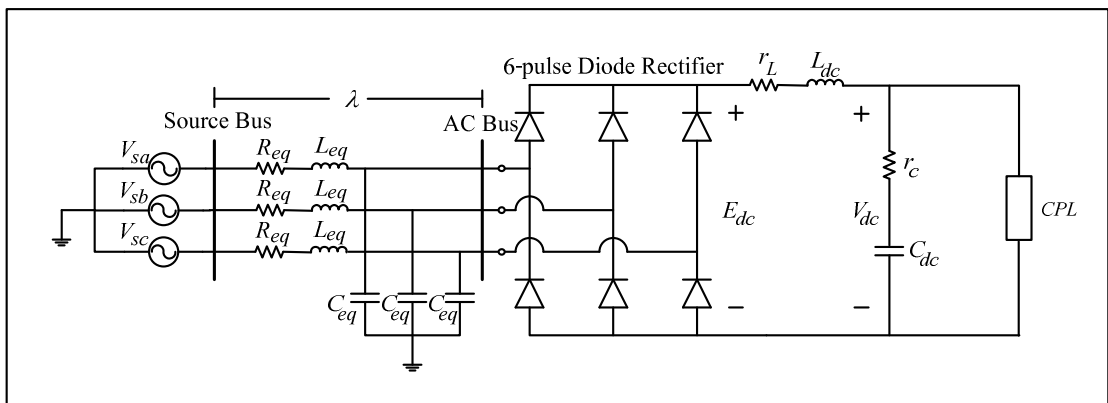 6-pulse Diode Rectifier
r_L
L_dc
λ
Source Bus
AC Bus
V_sa
R_eq
L_eq
V_sb
R_eq
L_eq
V_sc
R_eq
L_eq
C_eq
C_eq
C_eq
+
E_dc
−
+
V_dc
−
r_c
C_dc
CPL